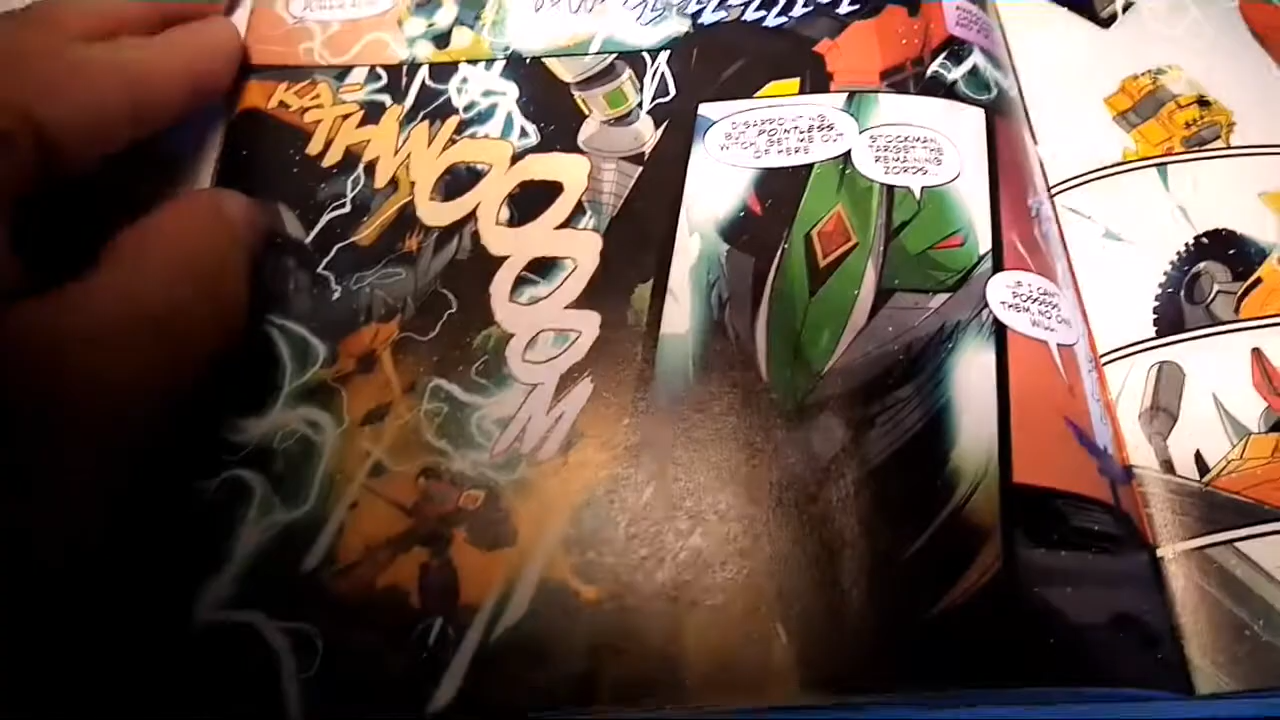 KA-
THWOOOOOM
DISAPPOINTING,
BUT...POINTLESS.
WITCH, GET ME OUT
OF HERE.
STOCKMAN,
TARGET THE
REMAINING
ZORDS...
...IF I CAN'T
POSSESS
THEM, NO ONE
WILL.